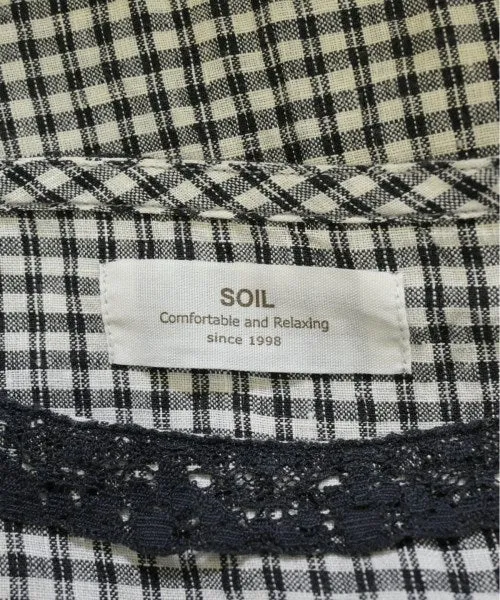 SOIL
Comfortable and Relaxing
since 1998